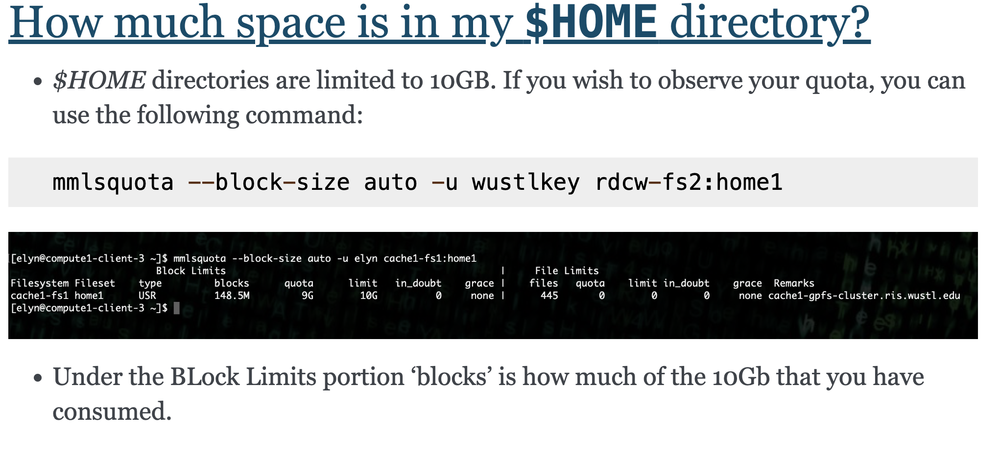 How much space is in my $HOME directory?
• $HOME directories are limited to 10GB. If you wish to observe your quota, you can
use the following command:
mmlsquota --block-size auto -u wustlkey rdcw-fs2:home1
[elyn@compute1-client-3 ~]$ mmlsquota --block-size auto -u elyn cache1-fs1:home1
Block Limits | File Limits
Filesystem Fileset type blocks quota limit in_doubt grace | files quota limit in_doubt grace Remarks
cache1-fs1 home1 USR 148.5M 9G 10G 0 none | 445 0 0 0 none cache1-gpfs-cluster.ris.wustl.edu
[elyn@compute1-client-3 ~]$
• Under the BLock Limits portion ‘blocks’ is how much of the 10Gb that you have
consumed.